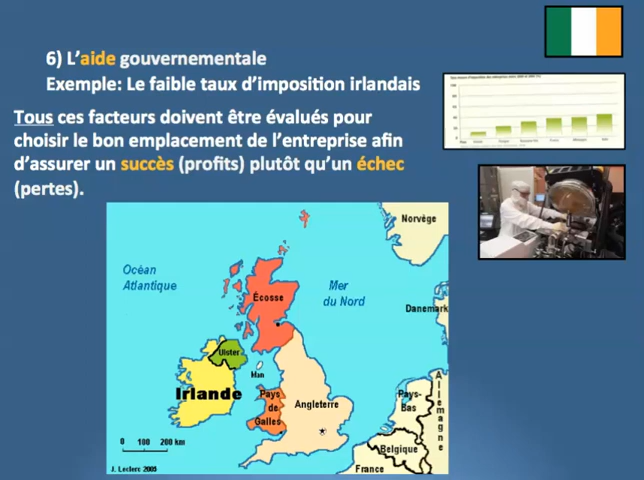 6) L’aide gouvernementale
Exemple: Le faible taux d’imposition irlandais
Tous ces facteurs doivent être évalués pour
choisir le bon emplacement de l’entreprise afin
d’assurer un succès (profits) plutôt qu’un échec
(pertes).
Norvège
Océan
Atlantique
Mer
du Nord
Écosse
Danemark
Ulster
Man
Irlande
Pays
de
Galles
Angleterre
Pays-
Bas
Allemagne
Belgique
France
0 100 200 km
J. Leclerc 2005